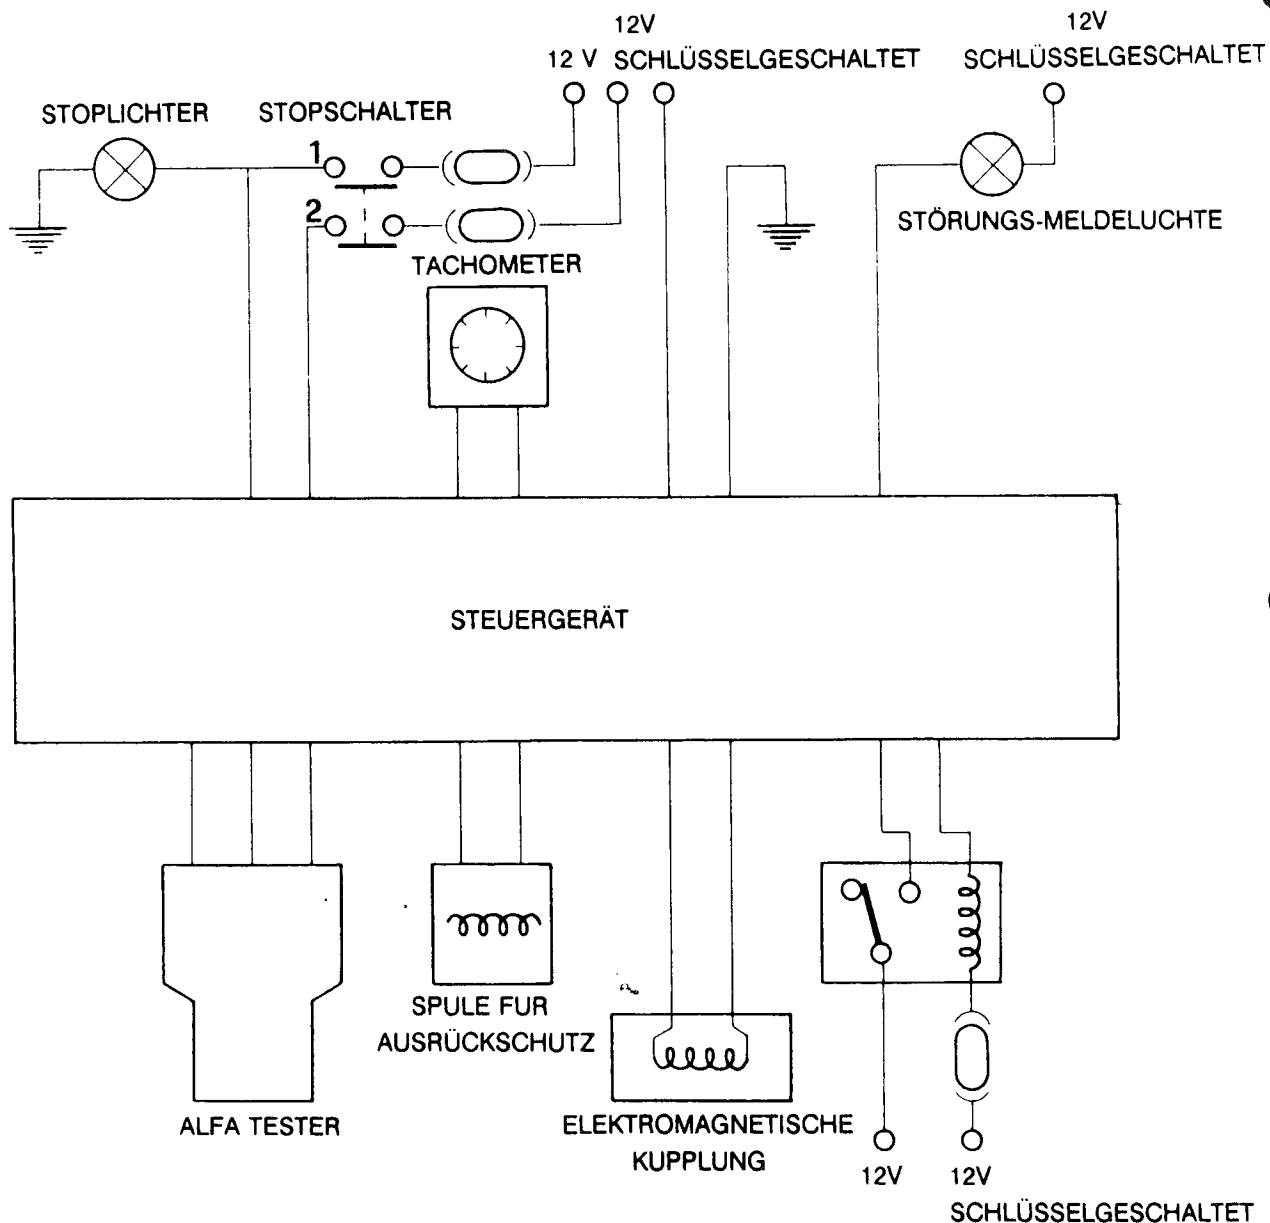 12V
12V
12 V SCHLÜSSELGESCHALTET
SCHLÜSSELGESCHALTET
STOPLICHTER
STOPSCHALTER
1
2
STÖRUNGS-MELDELUCHTE
TACHOMETER
STEUERGERÄT
SPULE FUR
AUSRÜCKSCHUTZ
ALFA TESTER
ELEKTROMAGNETISCHE
KUPPLUNG
12V
12V
SCHLÜSSELGESCHALTET